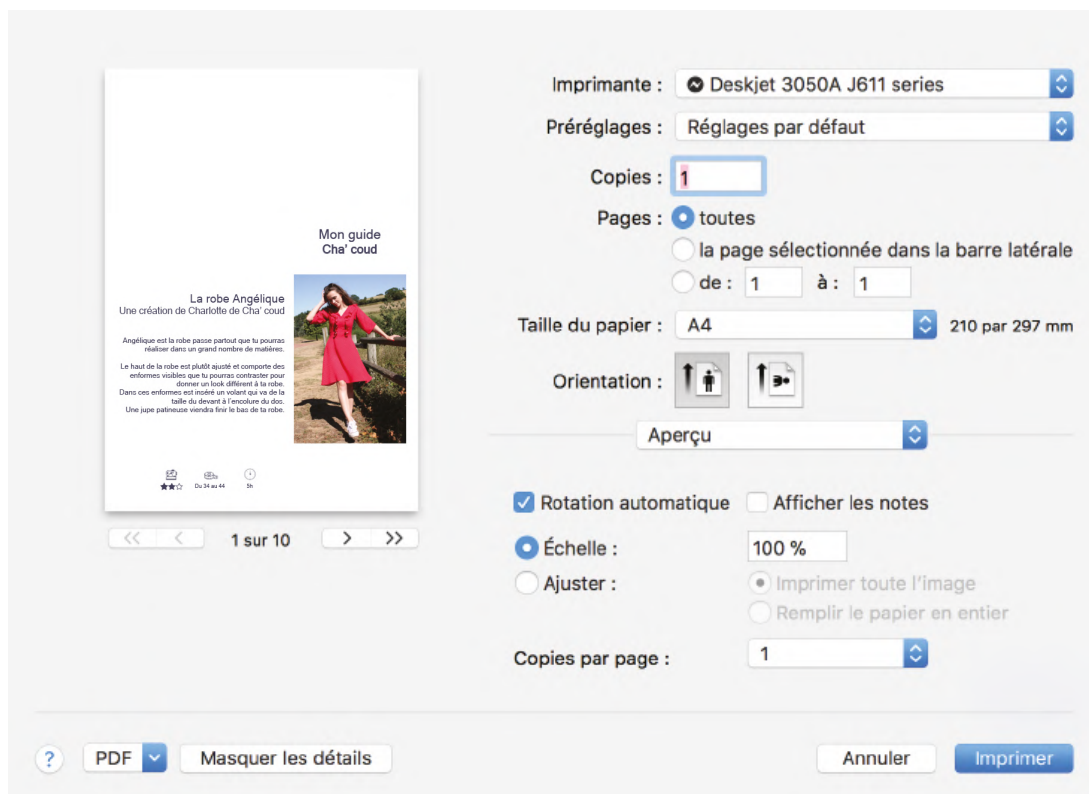 Mon guide
Cha' coud
La robe Angélique
Une création de Charlotte de Cha' coud
Angélique est la robe passe partout que tu pourras
réaliser dans un grand nombre de matières.
Le haut de la robe est plutôt ajusté et comporte des
enformes visibles que tu pourras contraster pour
donner un look différent à ta robe.
Dans ces enformes est inséré un volant qui va de la
taille du devant à l'encolure du dos.
Une jupe patineuse viendra finir le bas de ta robe.
Du 34 au 44
5h
<< < 1 sur 10 > >>
Imprimante : Deskjet 3050A J611 series
Préréglages : Réglages par défaut
Copies : 1
Pages : toutes
la page sélectionnée dans la barre latérale
de : 1 à : 1
Taille du papier : A4 210 par 297 mm
Orientation :
Aperçu
Rotation automatique Afficher les notes
Échelle : 100 %
Ajuster : Imprimer toute l'image
Remplir le papier en entier
Copies par page : 1
? PDF Masquer les détails Annuler Imprimer